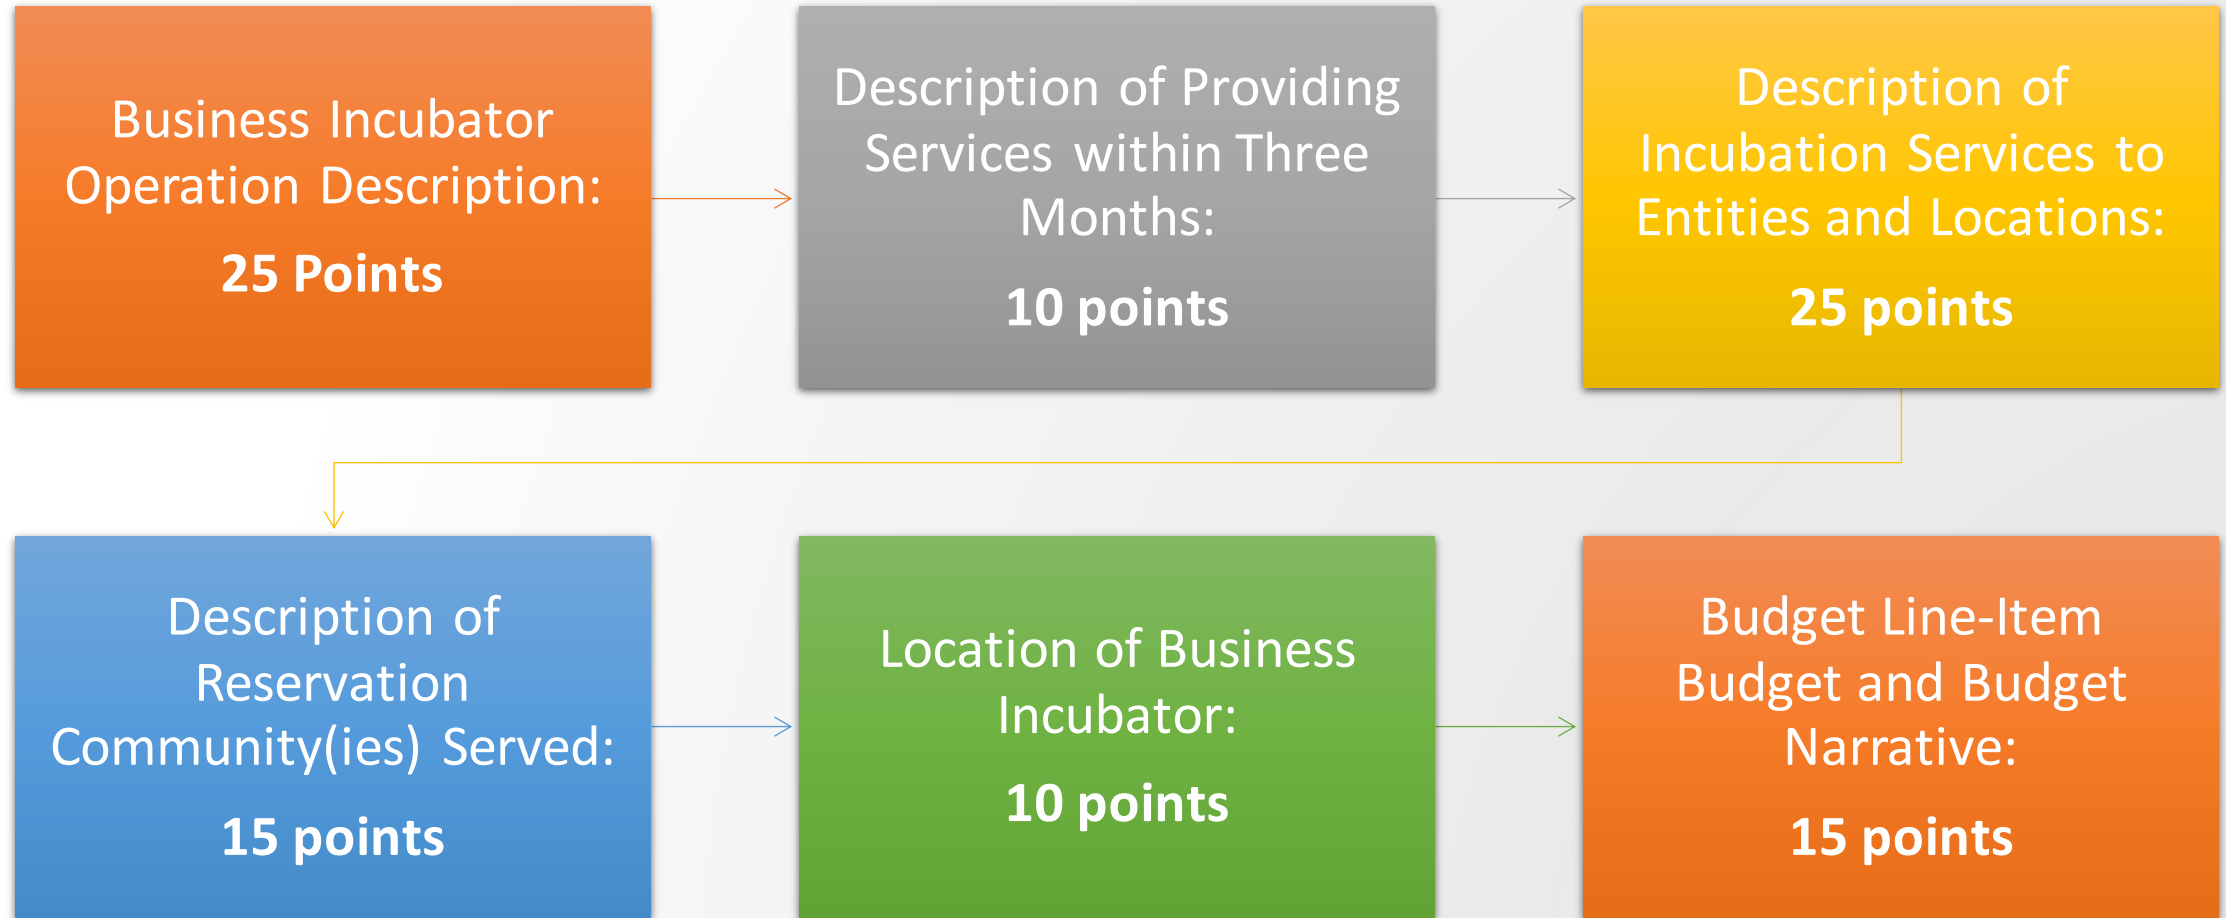 Business Incubator
Operation Description:
25 Points
Description of Providing
Services within Three
Months:
10 points
Description of
Incubation Services to
Entities and Locations:
25 points
Description of
Reservation
Community(ies) Served:
15 points
Location of Business
Incubator:
10 points
Budget Line-Item
Budget and Budget
Narrative:
15 points